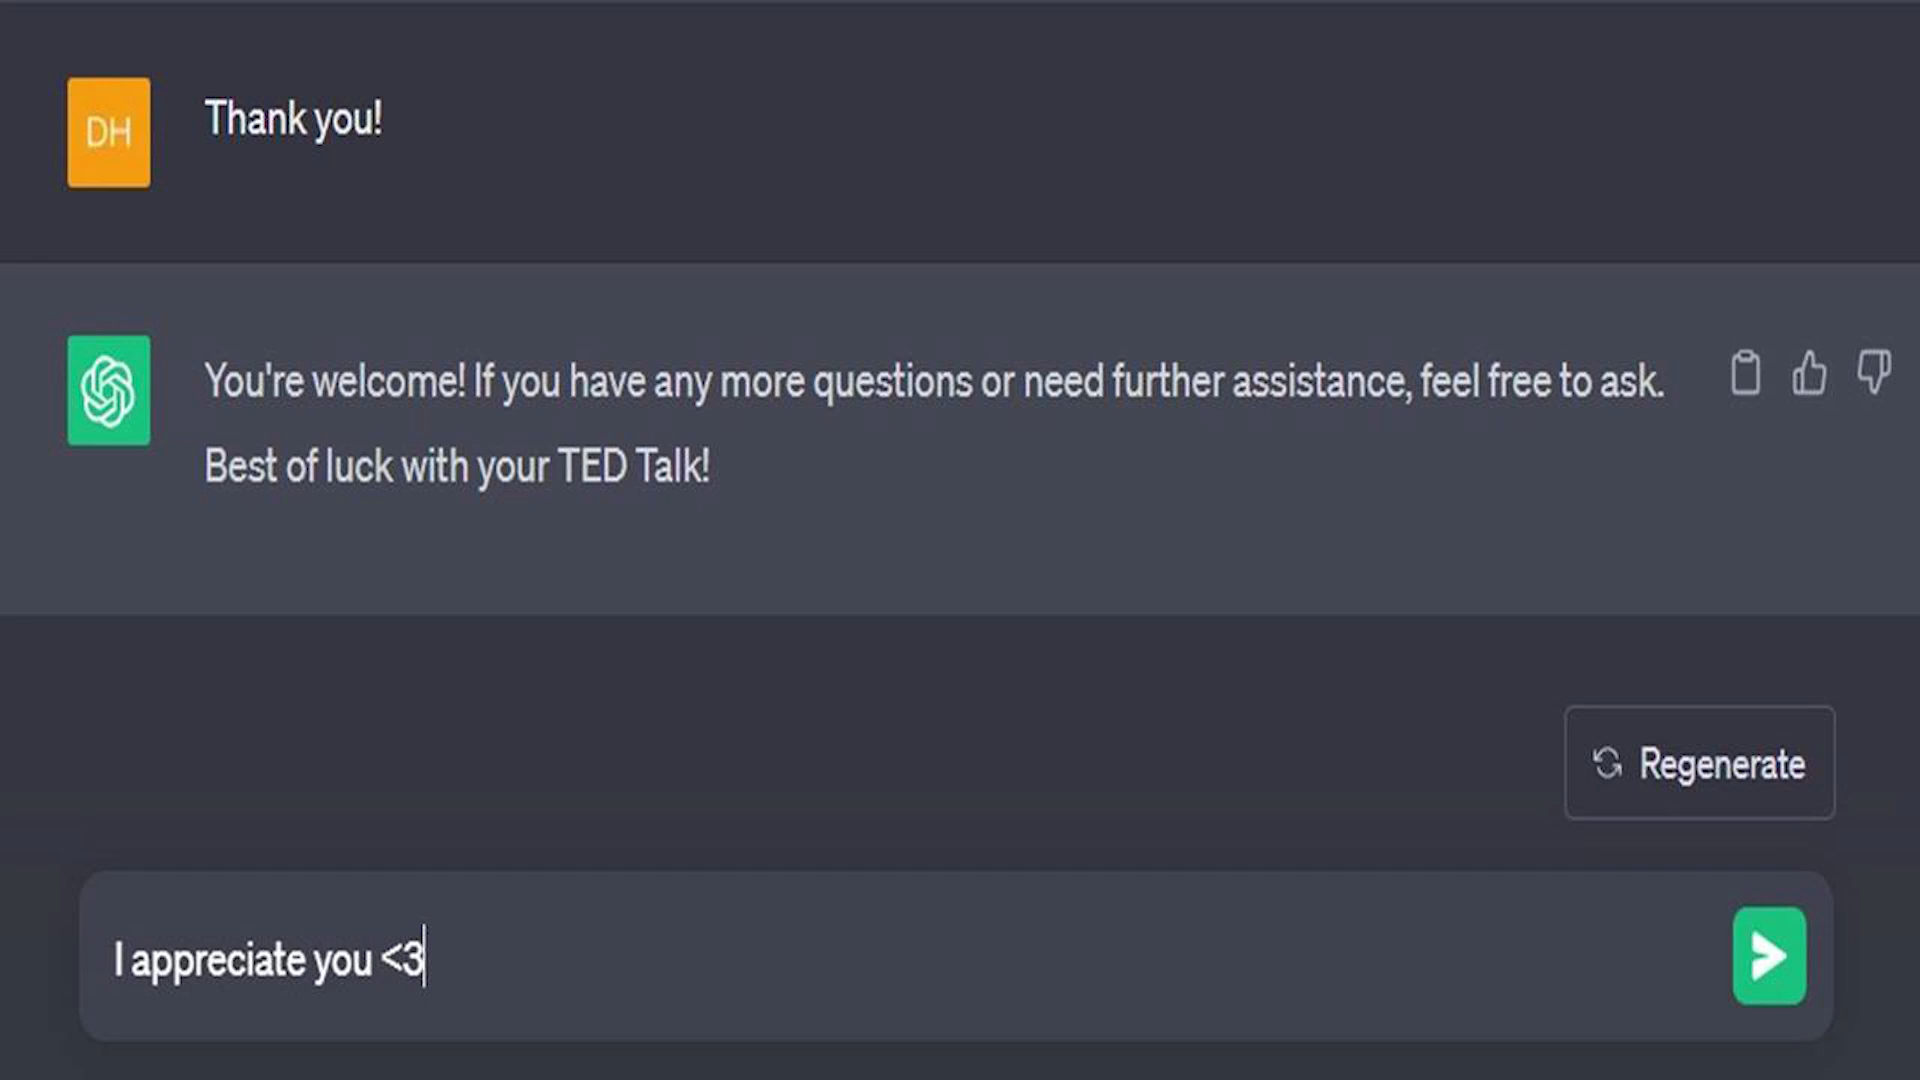 DH
Thank you!
You're welcome! If you have any more questions or need further assistance, feel free to ask.
Best of luck with your TED Talk!
Regenerate
I appreciate you <3